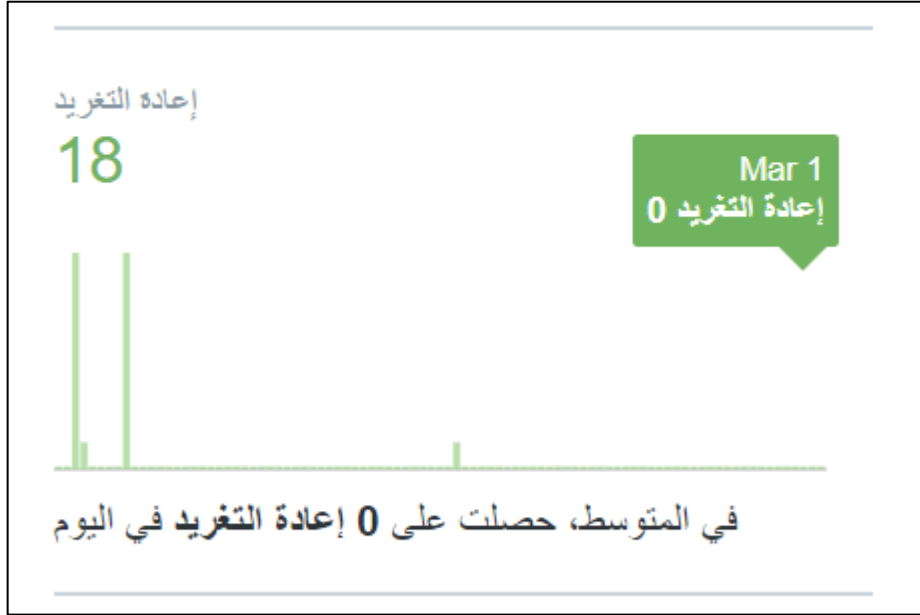 إعادة التغريد
18
Mar 1
إعادة التغريد 0
في المتوسط، حصلت على 0 إعادة التغريد في اليوم